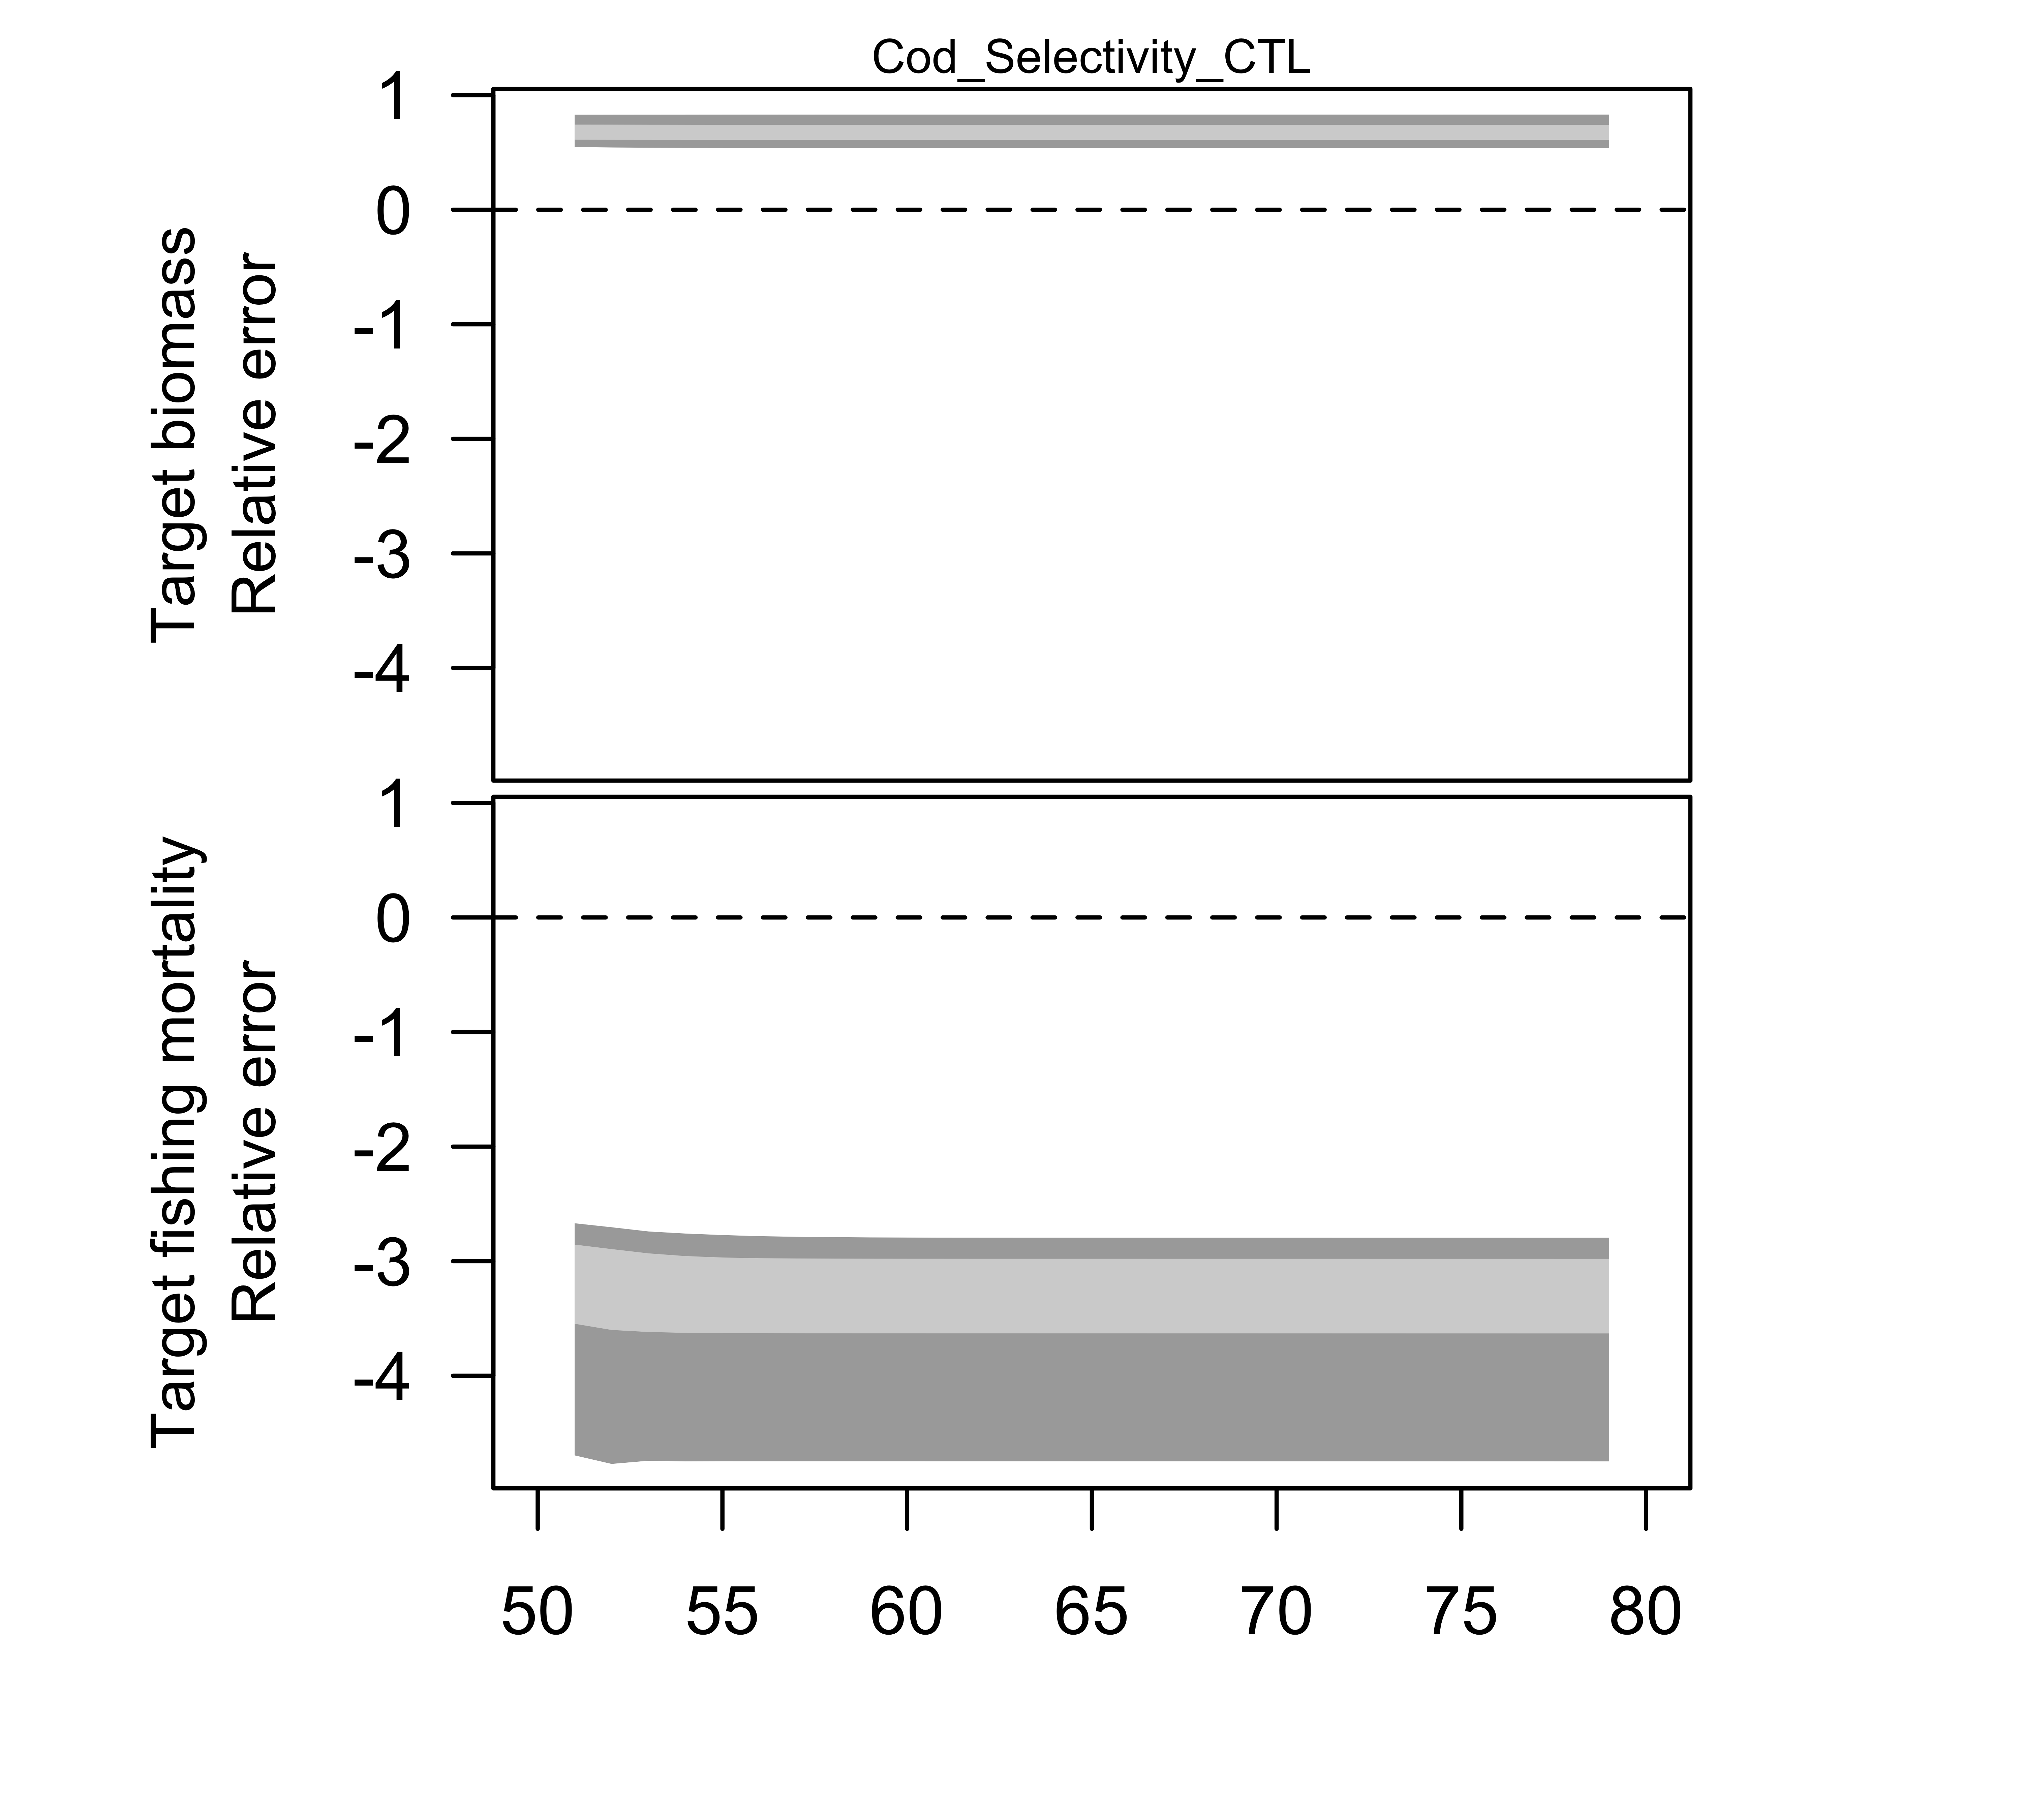 Cod_Selectivity_CTL
Target biomass
Relative error
1
0
-1
-2
-3
-4
Target fishing mortality
Relative error
1
0
-1
-2
-3
-4
50 55 60 65 70 75 80